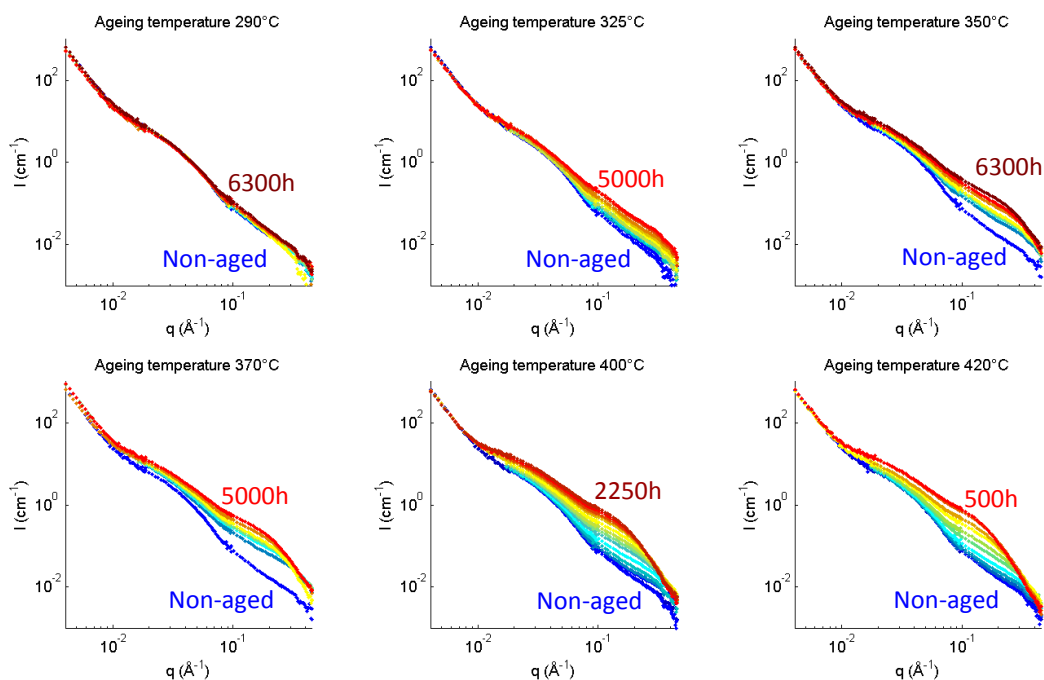 Ageing temperature 290°C
10²
10⁰
10⁻²
I (cm⁻¹)
6300h
Non-aged
10⁻²
10⁻¹
q (Å⁻¹)
Ageing temperature 325°C
10²
10⁰
10⁻²
I (cm⁻¹)
5000h
Non-aged
10⁻²
10⁻¹
q (Å⁻¹)
Ageing temperature 350°C
10²
10⁰
10⁻²
I (cm⁻¹)
6300h
Non-aged
10⁻²
10⁻¹
q (Å⁻¹)
Ageing temperature 370°C
10²
10⁰
10⁻²
I (cm⁻¹)
5000h
Non-aged
10⁻²
10⁻¹
q (Å⁻¹)
Ageing temperature 400°C
10²
10⁰
10⁻²
I (cm⁻¹)
2250h
Non-aged
10⁻²
10⁻¹
q (Å⁻¹)
Ageing temperature 420°C
10²
10⁰
10⁻²
I (cm⁻¹)
500h
Non-aged
10⁻²
10⁻¹
q (Å⁻¹)